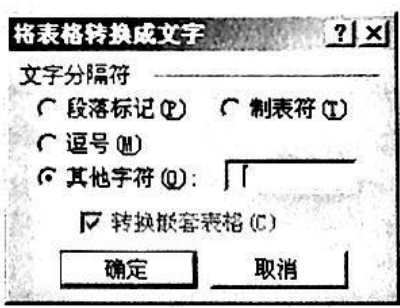 将表格转换成文字
文字分隔符
段落标记(P) 制表符(T)
逗号(M)
其他字符(O):
转换嵌套表格(C)
确定 取消